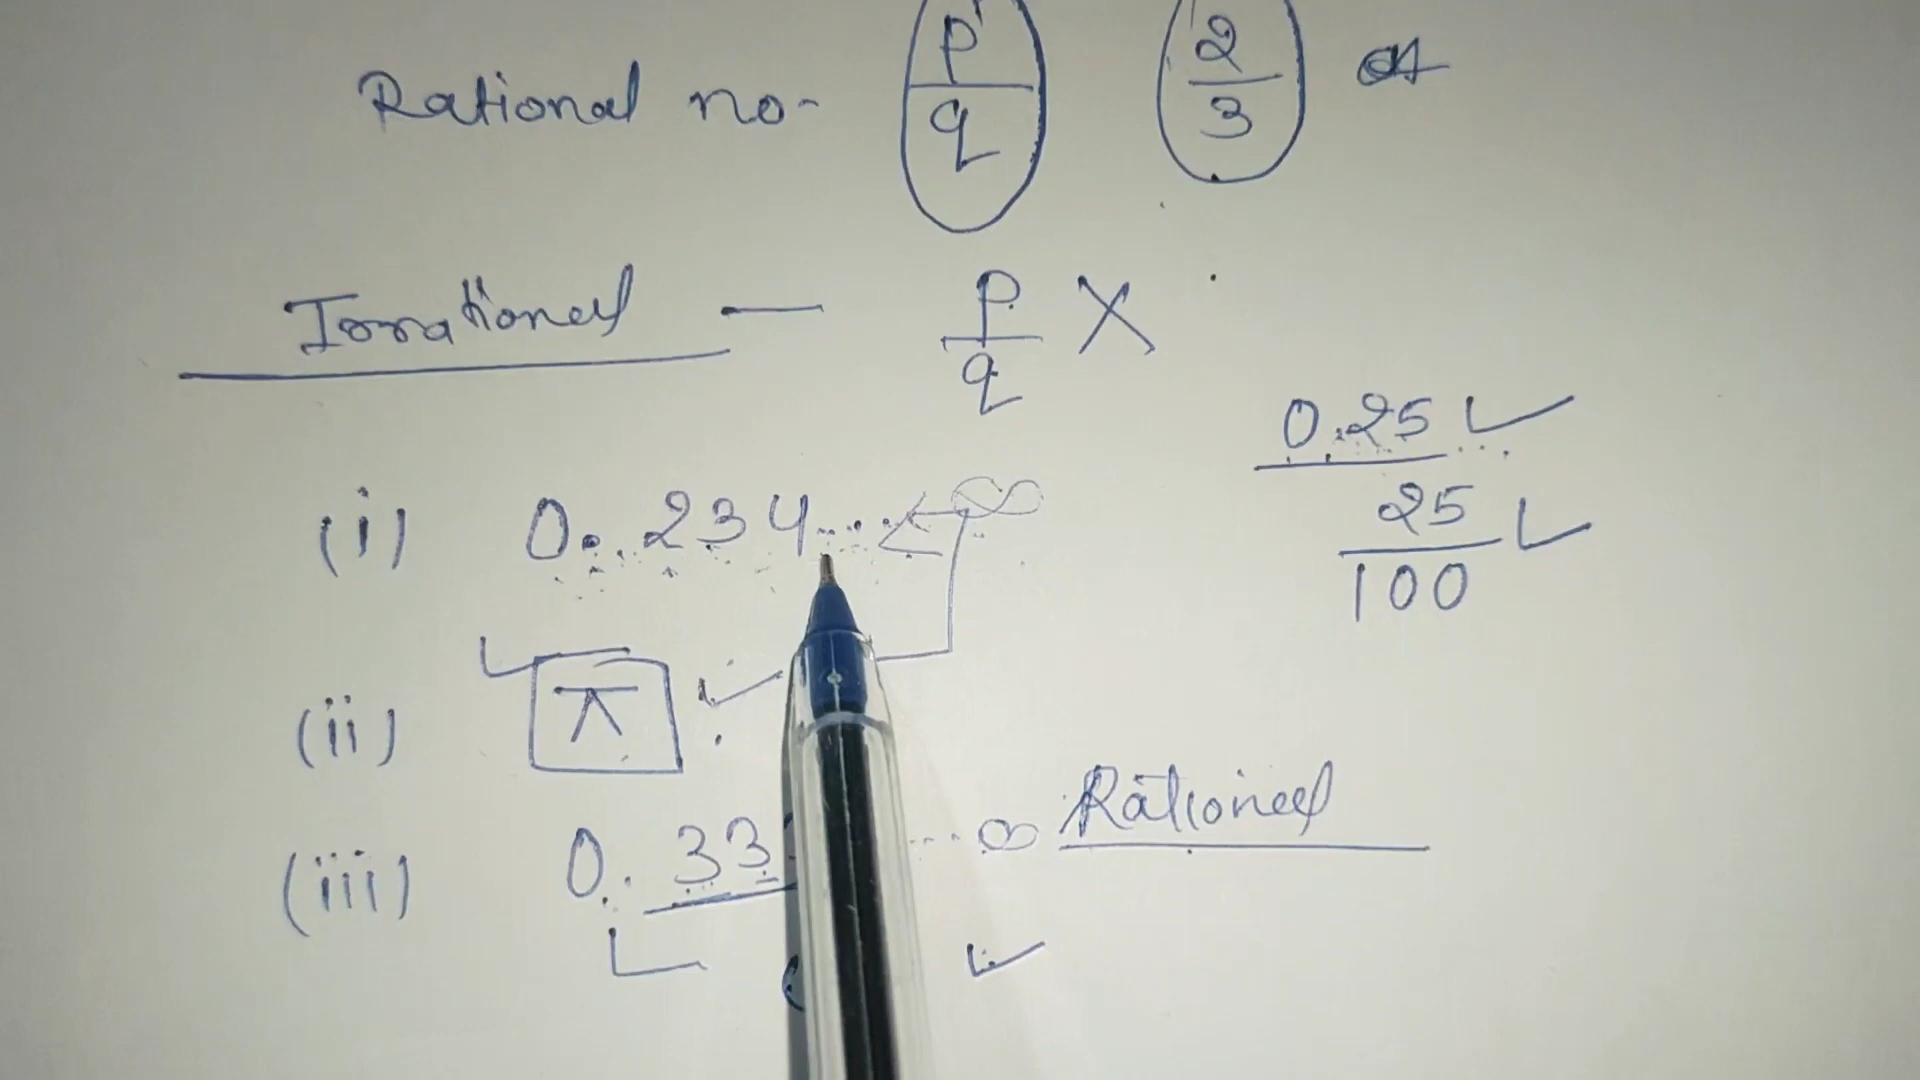 Rational no- p/q 2/3
Irrational — p/q X
0.25 ✓
(i) 0.234... ∞
25/100 ✓
(ii) π ✓
(iii) 0.33 ... ∞ Rational